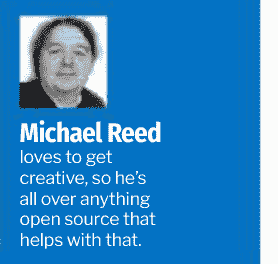 Michael Reed
loves to get
creative, so he’s
all over anything
open source that
helps with that.